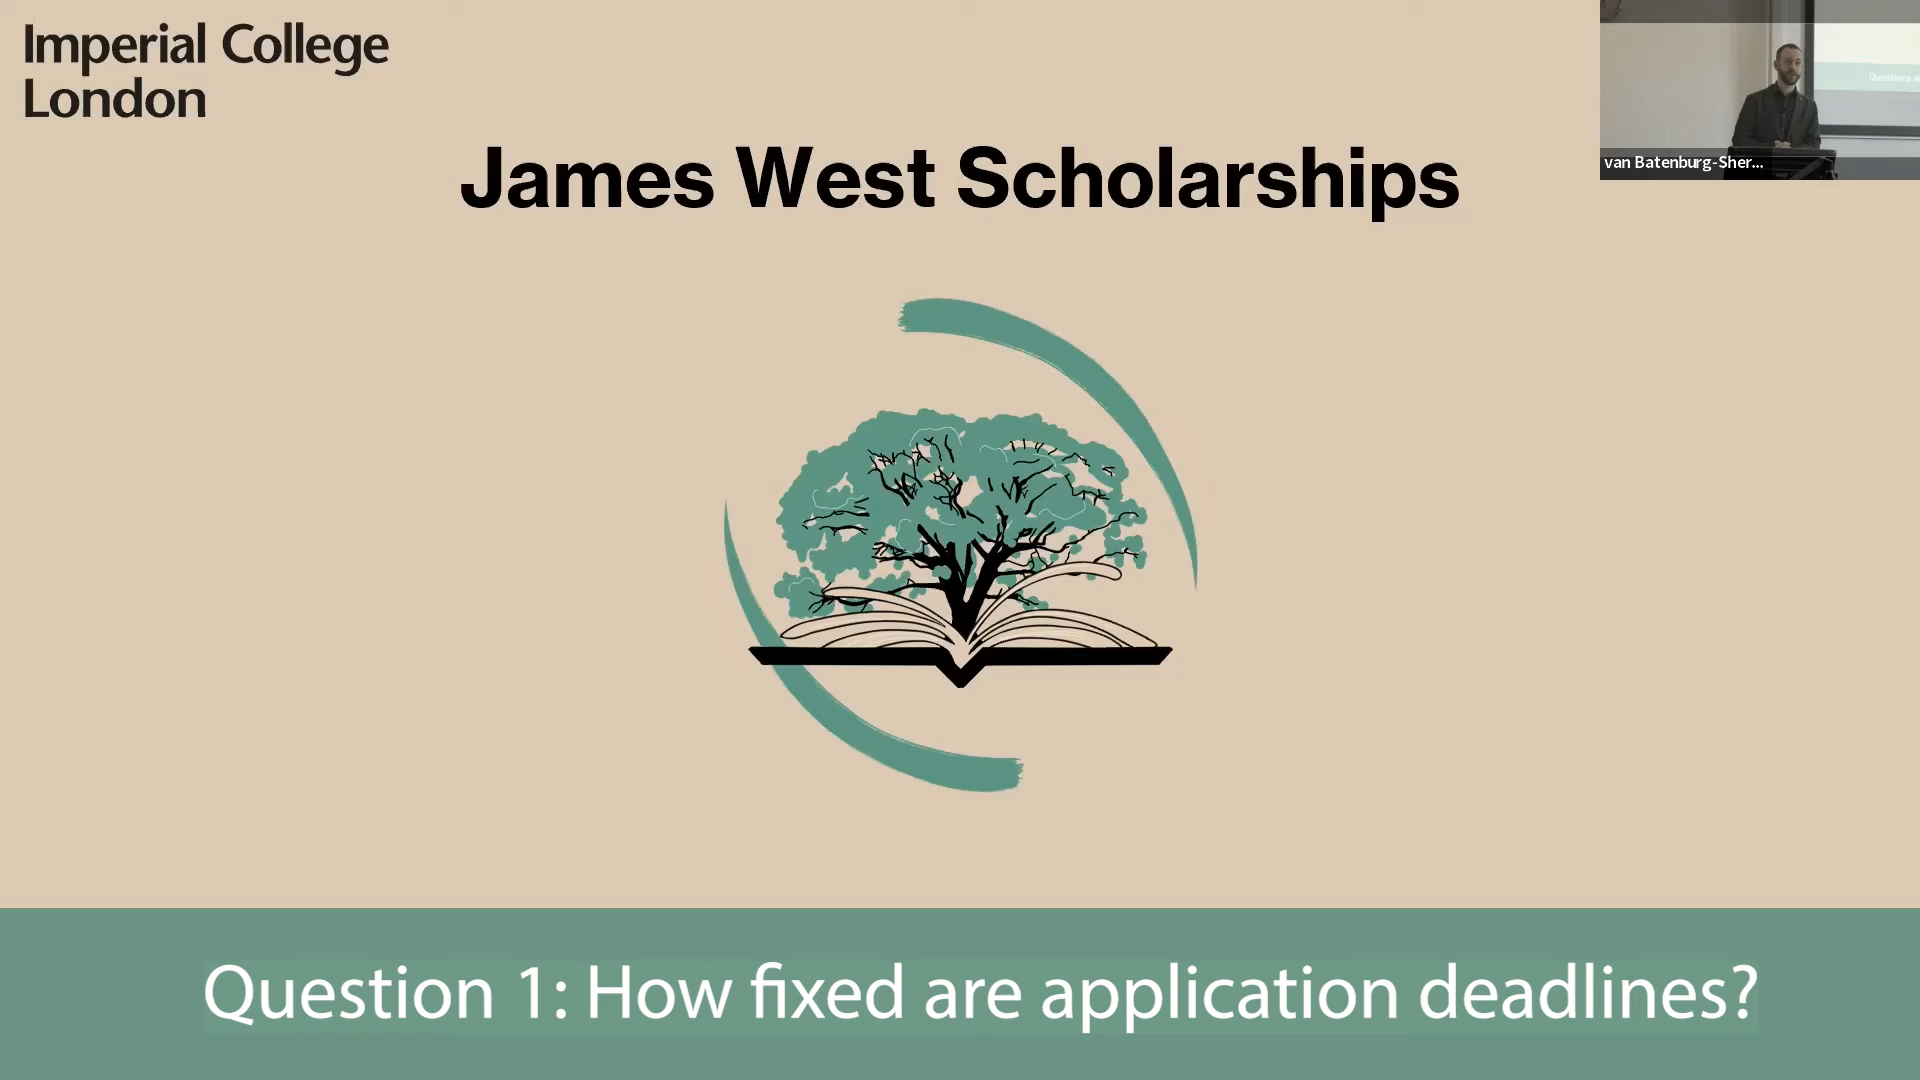 Imperial College
London
James West Scholarships
van Batenburg-Sher...
Question 1: How fixed are application deadlines?